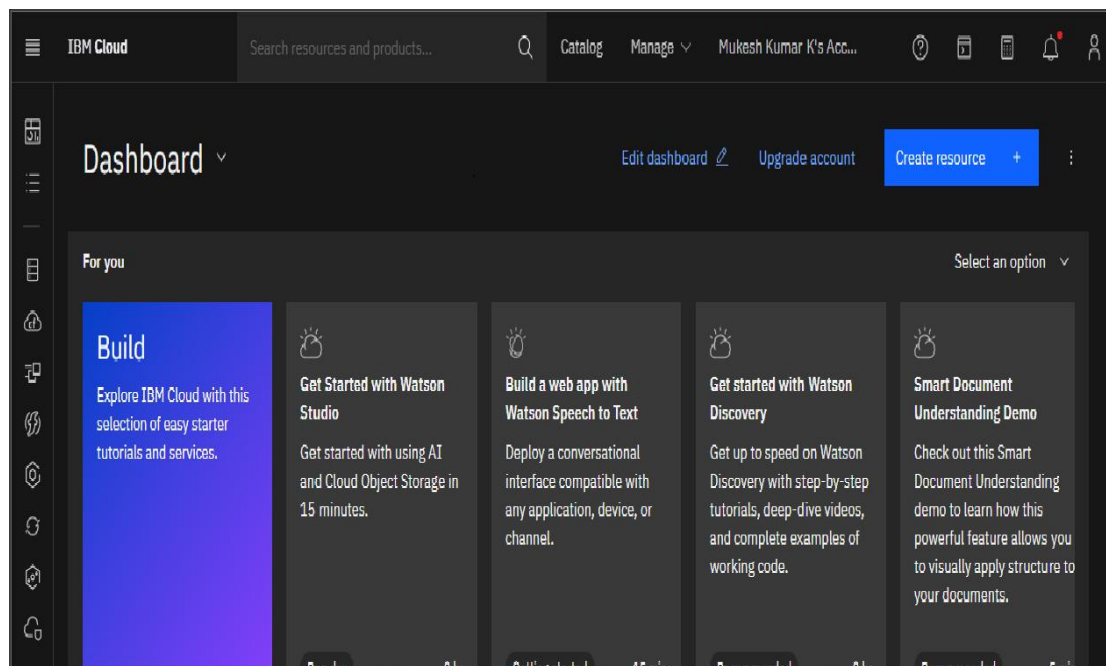 IBM Cloud
Search resources and products...
Catalog
Manage
Mukesh Kumar K's Acc...
Dashboard
Edit dashboard
Upgrade account
Create resource +
For you
Select an option
Build
Explore IBM Cloud with this
selection of easy starter
tutorials and services.
Get Started with Watson
Studio
Get started with using AI
and Cloud Object Storage in
15 minutes.
Build a web app with
Watson Speech to Text
Deploy a conversational
interface compatible with
any application, device, or
channel.
Get started with Watson
Discovery
Get up to speed on Watson
Discovery with step-by-step
tutorials, deep-dive videos,
and complete examples of
working code.
Smart Document
Understanding Demo
Check out this Smart
Document Understanding
demo to learn how this
powerful feature allows you
to visually apply structure to
your documents.